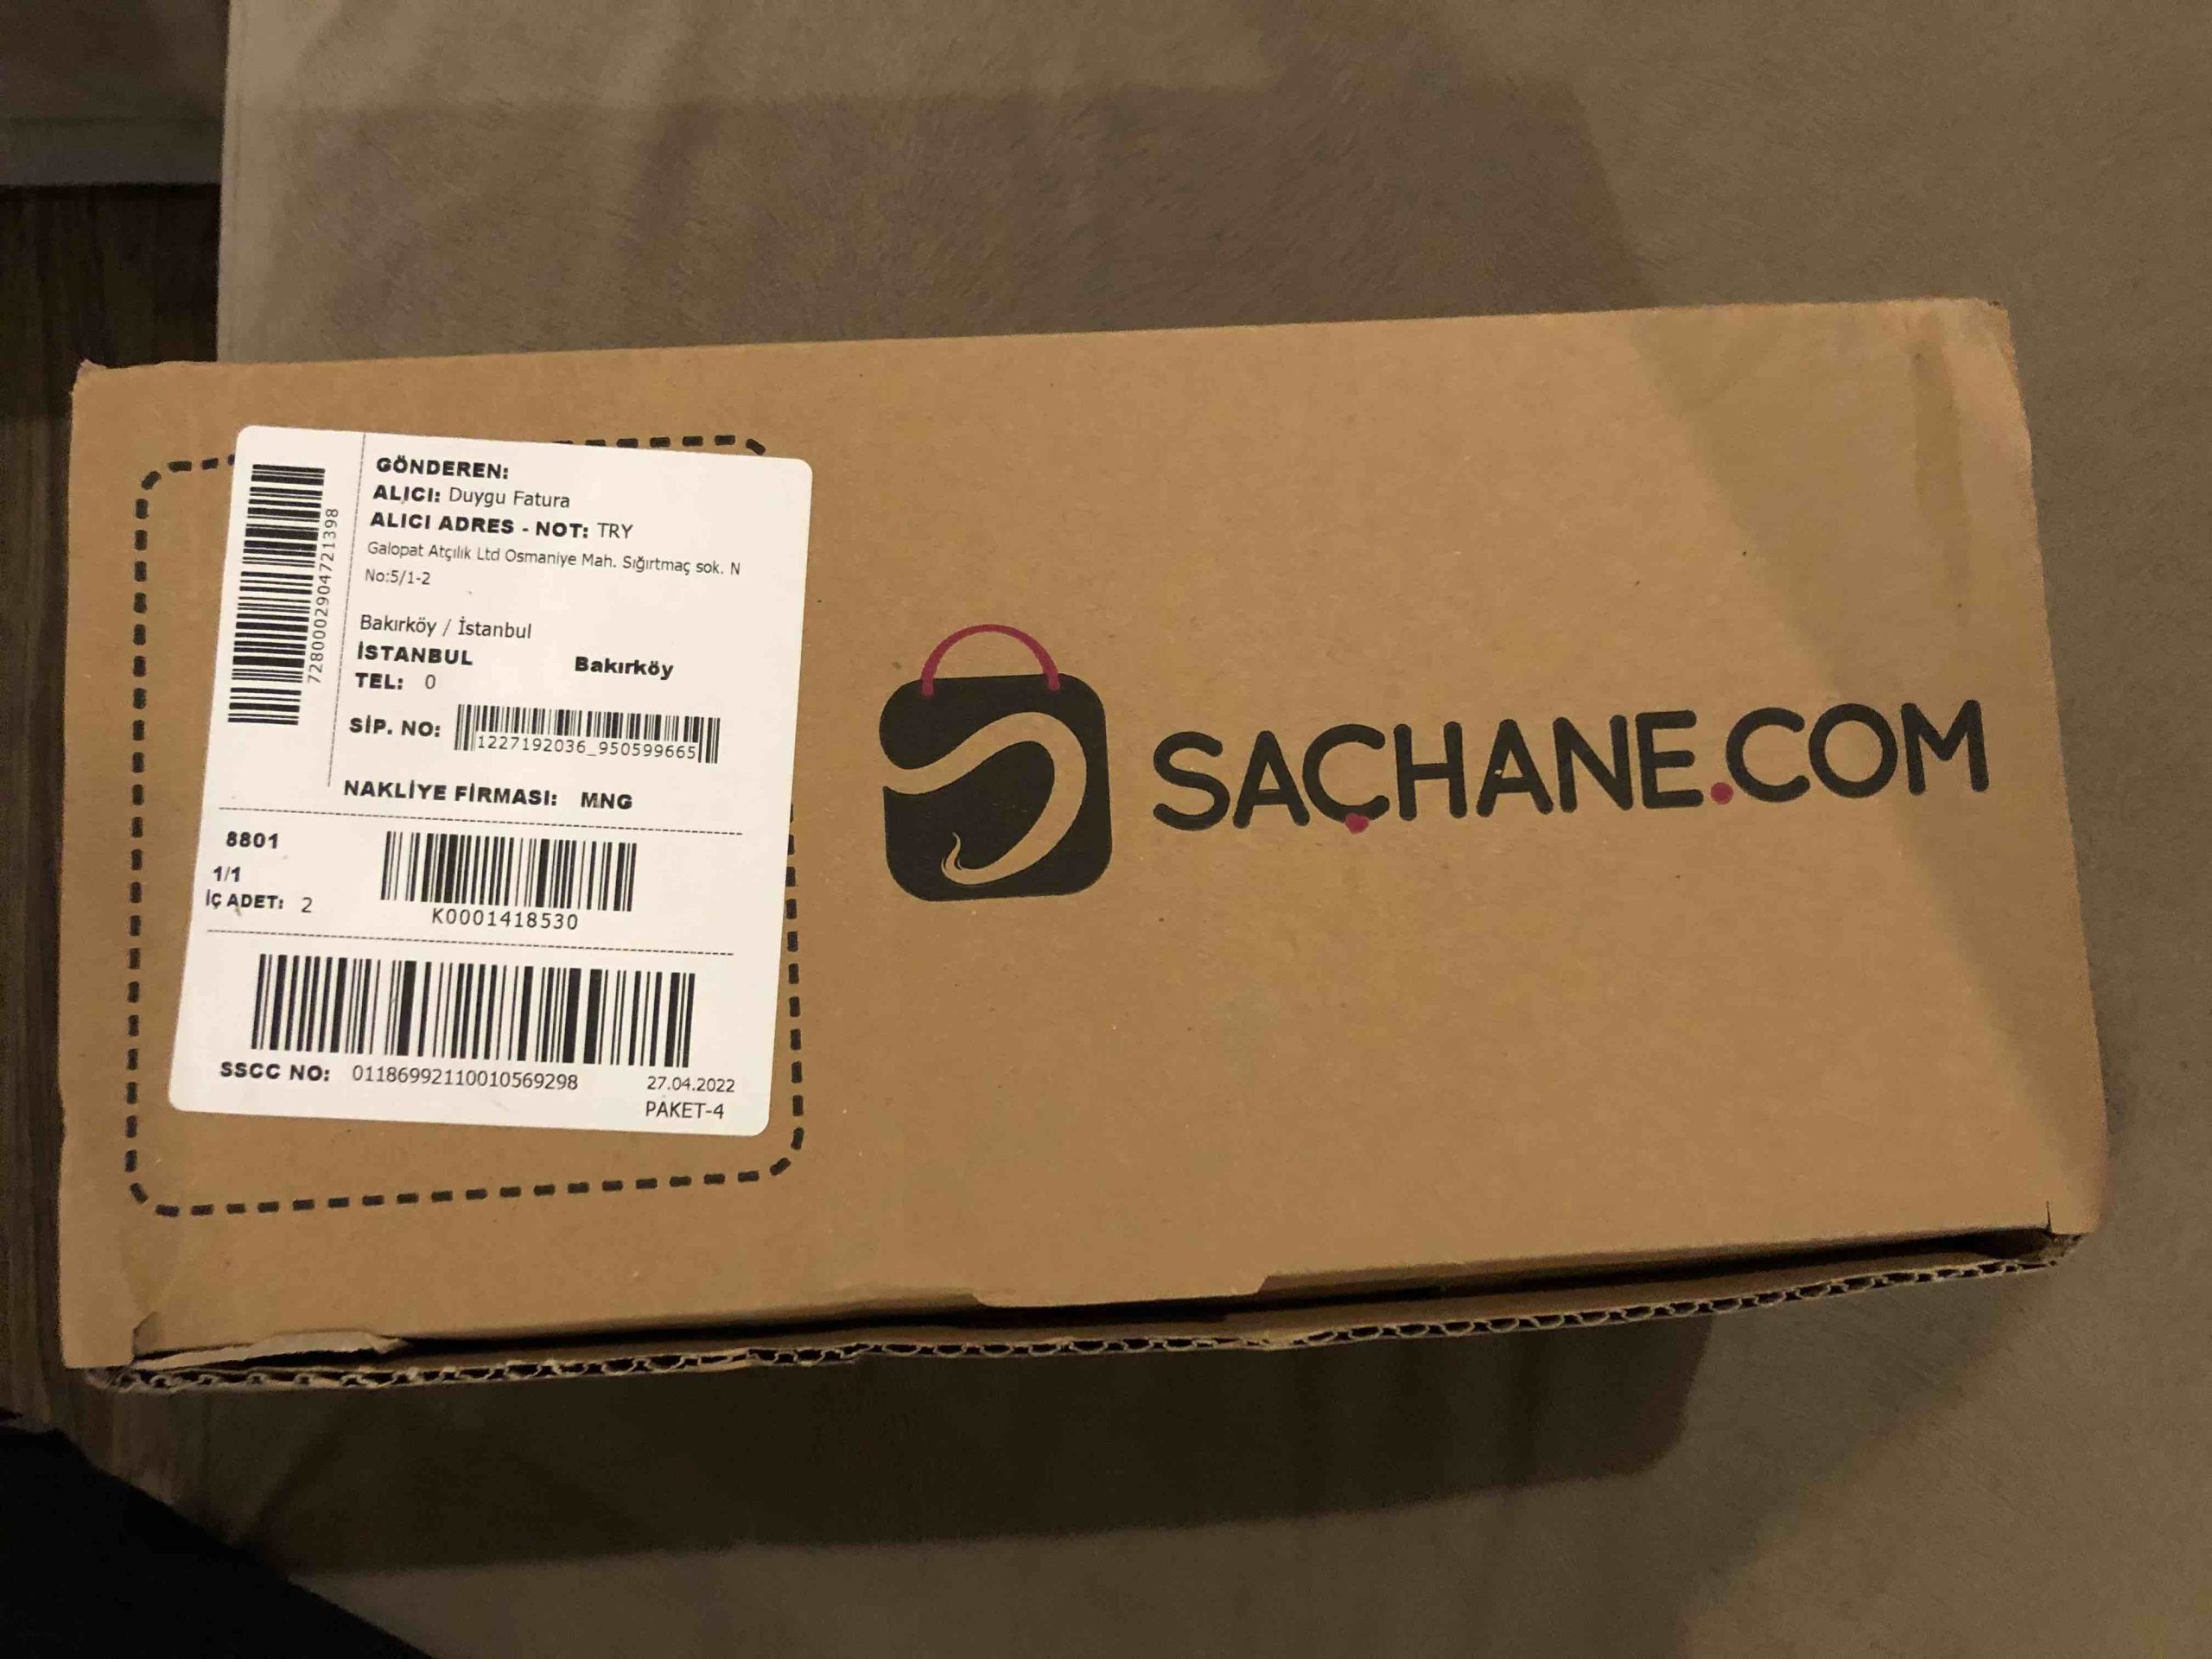 7280002904721398
GÖNDEREN:
ALICI: Duygu Fatura
ALICI ADRES - NOT: TRY
Galopat Atçılık Ltd Osmaniye Mah. Sığırtmaç sok. N
No:5/1-2
Bakırköy / İstanbul
İSTANBUL Bakırköy
TEL: 0
SİP. NO: 1227192036_950599665
NAKLİYE FİRMASI: MNG
8801
1/1
İÇ ADET: 2
K0001418530
SSCC NO: 01186992110010569298 27.04.2022
PAKET-4
SAÇHANE.COM